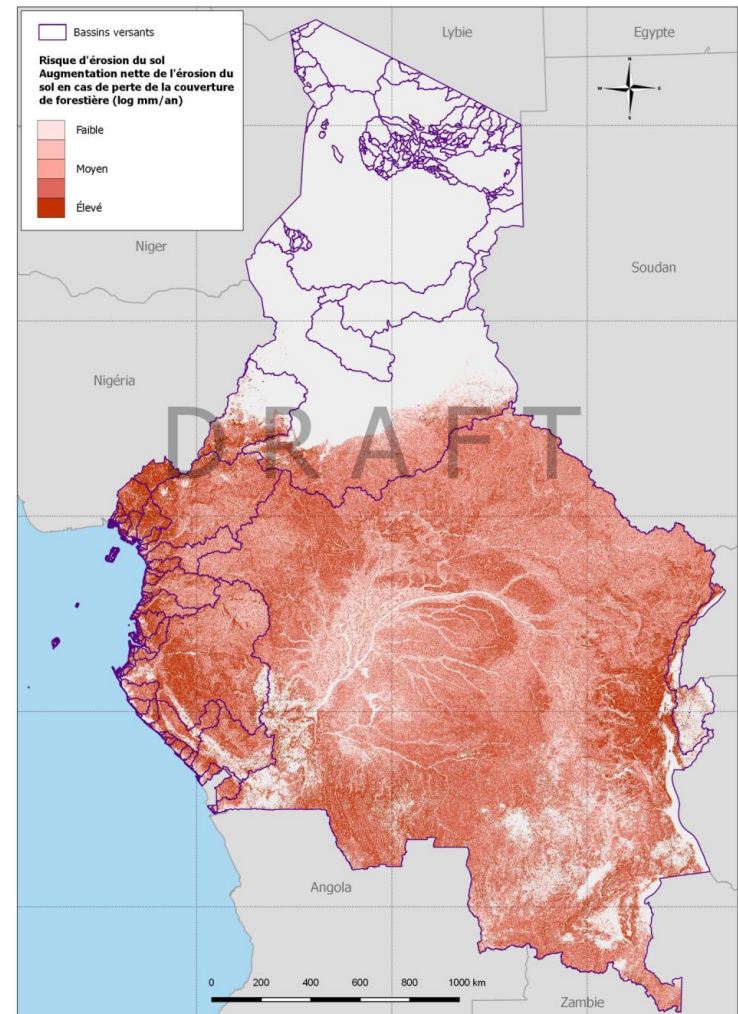 Bassins versants
Risque d'érosion du sol
Augmentation nette de l'érosion du
sol en cas de perte de la couverture
de forestière (log mm/an)
Faible
Moyen
Élevé
Lybie
Egypte
N
W
E
S
Niger
Soudan
Nigéria
DRAFT
Angola
0 200 400 600 800 1000 km
Zambie